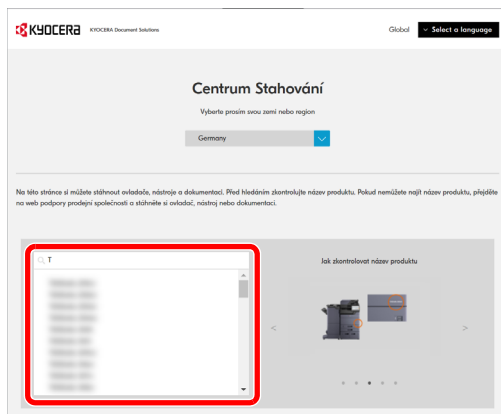 KYOCERA KYOCERA Document Solutions Global Select a language
Centrum Stahování
Vyberte prosím svou zemi nebo region
Germany
Na této stránce si můžete stáhnout ovladače, nástroje a dokumentaci. Před hledáním zkontrolujte název produktu. Pokud nemůžete najít název produktu, přejděte
na web podpory prodejní společnosti a stáhněte si ovladač, nástroj nebo dokumentaci.
T
Jak zkontrolovat název produktu